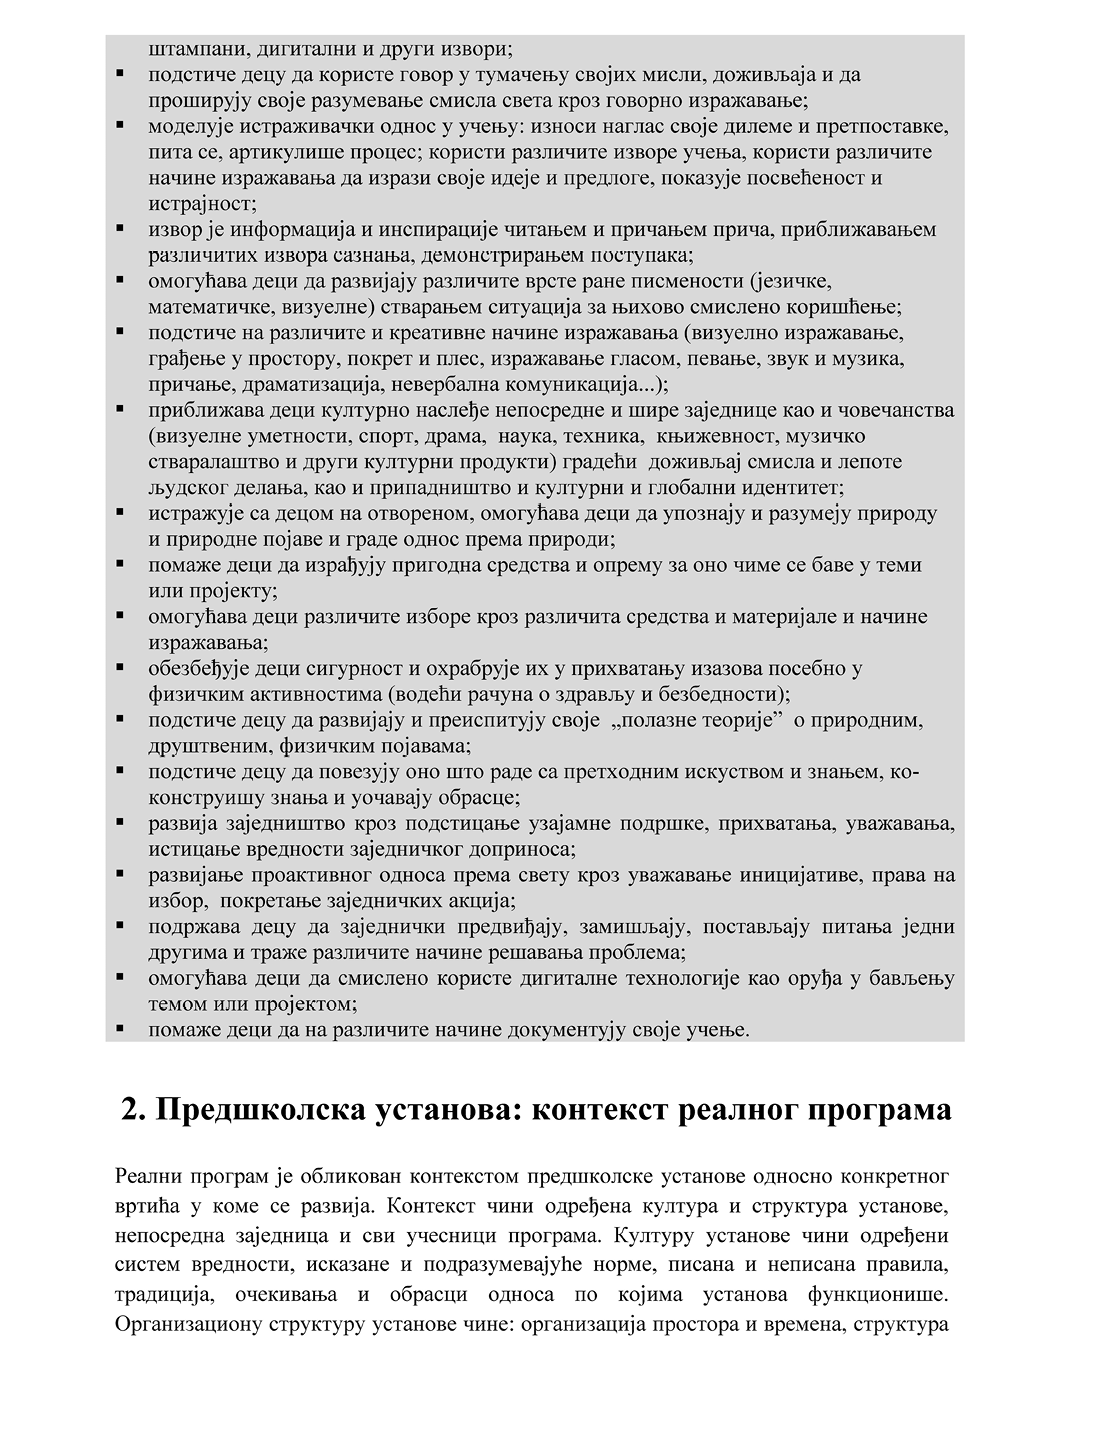 штампани, дигитални и други извори;
▪ подстиче децу да користе говор у тумачењу својих мисли, доживљаја и да
проширују своје разумевање смисла света кроз говорно изражавање;
▪ моделује истраживачки однос у учењу: износи наглас своје дилеме и претпоставке,
пита се, артикулише процес; користи различите изворе учења, користи различите
начине изражавања да изрази своје идеје и предлоге, показује посвећеност и
истрајност;
▪ извор је информација и инспирације читањем и причањем прича, приближавањем
различитих извора сазнања, демонстрирањем поступака;
▪ омогућава деци да развијају различите врсте ране писмености (језичке,
математичке, визуелне) стварањем ситуација за њихово смислено коришћење;
▪ подстиче на различите и креативне начине изражавања (визуелно изражавање,
грађење у простору, покрет и плес, изражавање гласом, певање, звук и музика,
причање, драматизација, невербална комуникација...);
▪ приближава деци културно наслеђе непосредне и шире заједнице као и човечанства
(визуелне уметности, спорт, драма, наука, техника, књижевност, музичко
стваралаштво и други културни продукти) градећи доживљај смисла и лепоте
људског делања, као и припадништво и културни и глобални идентитет;
▪ истражује са децом на отвореном, омогућава деци да упознају и разумеју природу
и природне појаве и граде однос према природи;
▪ помаже деци да израђују пригодна средства и опрему за оно чиме се баве у теми
или пројекту;
▪ омогућава деци различите изборе кроз различита средства и материјале и начине
изражавања;
▪ обезбеђује деци сигурност и охрабрује их у прихватању изазова посебно у
физичким активностима (водећи рачуна о здрављу и безбедности);
▪ подстиче децу да развијају и преиспитују своје „полазне теорије” о природним,
друштвеним, физичким појавама;
▪ подстиче децу да повезују оно што раде са претходним искуством и знањем, ко-
конструишу знања и уочавају обрасце;
▪ развија заједништво кроз подстицање узајамне подршке, прихватања, уважавања,
истицање вредности заједничког доприноса;
▪ развијање проактивног односа према свету кроз уважавање иницијативе, права на
избор, покретање заједничких акција;
▪ подржава децу да заједнички предвиђају, замишљају, постављају питања једни
другима и траже различите начине решавања проблема;
▪ омогућава деци да смислено користе дигиталне технологије као оруђа у бављењу
темом или пројектом;
▪ помаже деци да на различите начине документују своје учење.
2. Предшколска установа: контекст реалног програма
Реални програм је обликован контекстом предшколске установе односно конкретног
вртића у коме се развија. Контекст чини одређена култура и структура установе,
непосредна заједница и сви учесници програма. Културу установе чини одређени
систем вредности, исказане и подразумевајуће норме, писана и неписана правила,
традиција, очекивања и обрасци односа по којима установа функционише.
Организациону структуру установе чине: организација простора и времена, структура